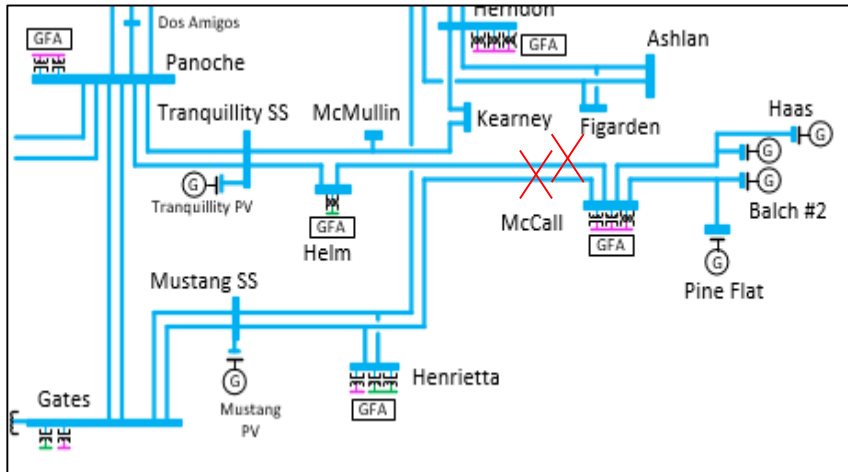 Dos Amigos
Herndon
GFA
GFA
Ashlan
Panoche
Tranquillity SS
McMullin
Kearney
Figarden
Haas
G
G
G
G
Tranquillity PV
GFA
Helm
McCall
GFA
Balch #2
G
Pine Flat
Mustang SS
G
Mustang
PV
Henrietta
GFA
Gates